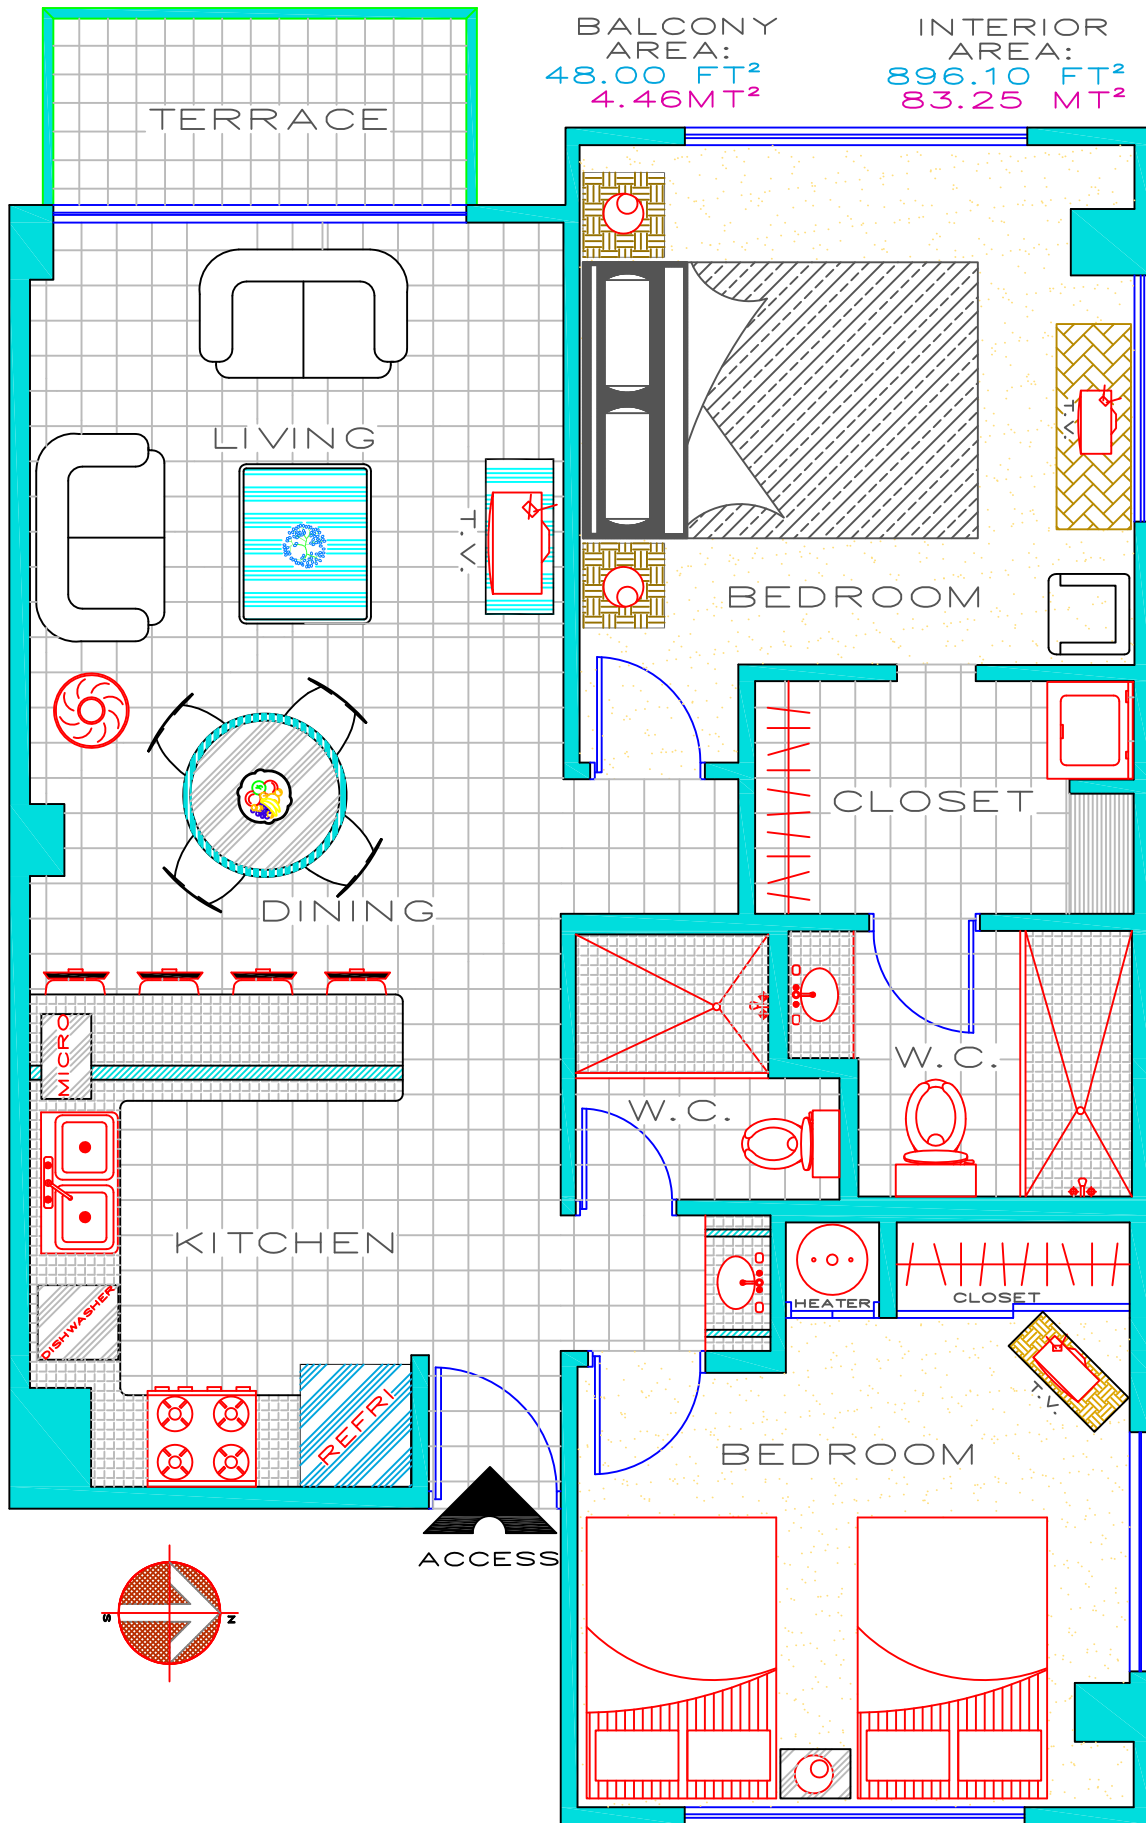 BALCONY
AREA:
48.00 FT²
4.46MT²
INTERIOR
AREA:
896.10 FT²
83.25 MT²
TERRACE
LIVING
T.V.
T.V.
BEDROOM
CLOSET
DINING
MICRO
W.C.
W.C.
KITCHEN
DISHWASHER
REFRI
HEATER
CLOSET
T.V.
BEDROOM
ACCESS
S
N